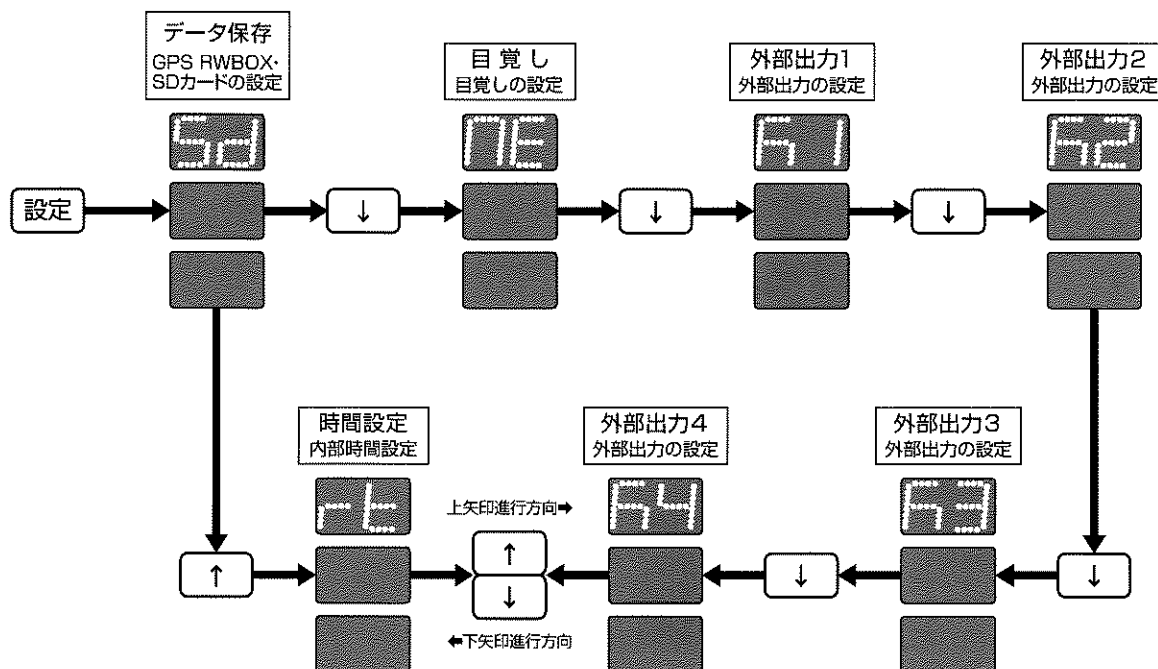 データ保存
GPS RWBOX・
SDカードの設定
目覚し
目覚しの設定
外部出力1
外部出力の設定
外部出力2
外部出力の設定
Sd
ME
R1
R2
設定
↓
↓
↓
時間設定
内部時間設定
外部出力4
外部出力の設定
外部出力3
外部出力の設定
rt
上矢印進行方向➡
R4
R3
↑
↑
↓
↓
↓
⬅下矢印進行方向